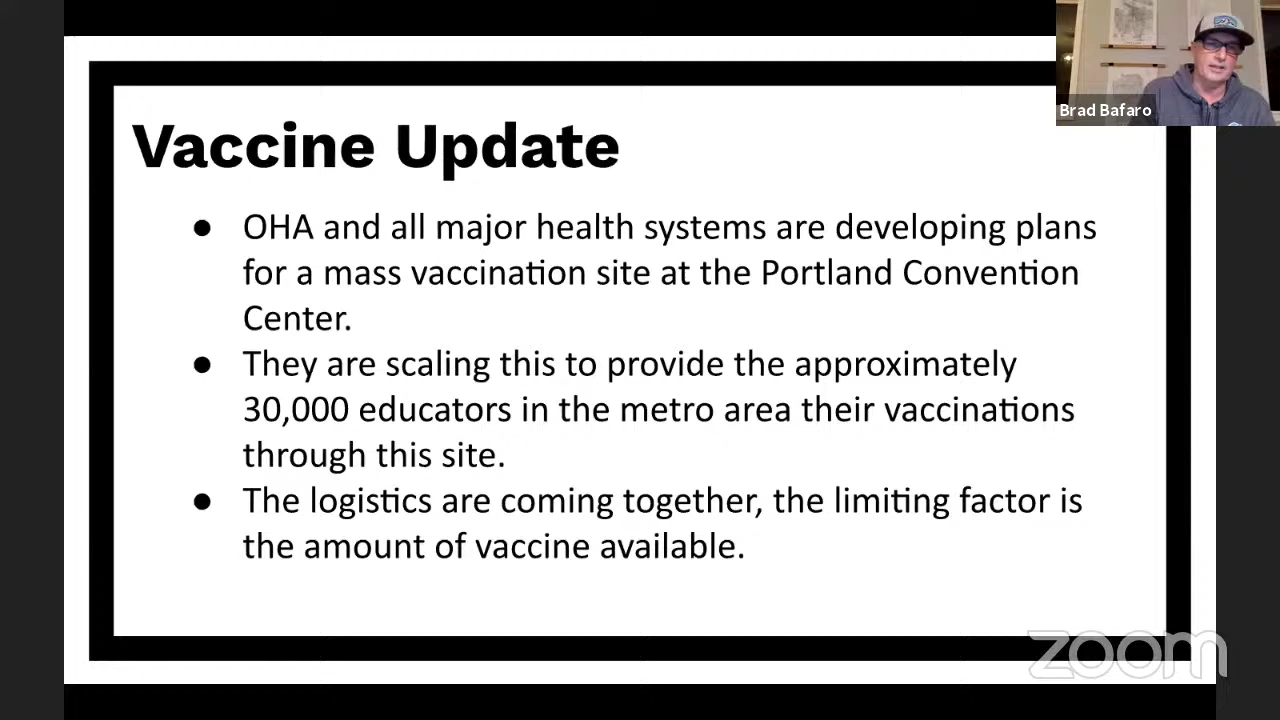 Brad Bafaro
Vaccine Update
● OHA and all major health systems are developing plans
for a mass vaccination site at the Portland Convention
Center.
● They are scaling this to provide the approximately
30,000 educators in the metro area their vaccinations
through this site.
● The logistics are coming together, the limiting factor is
the amount of vaccine available.
zoom